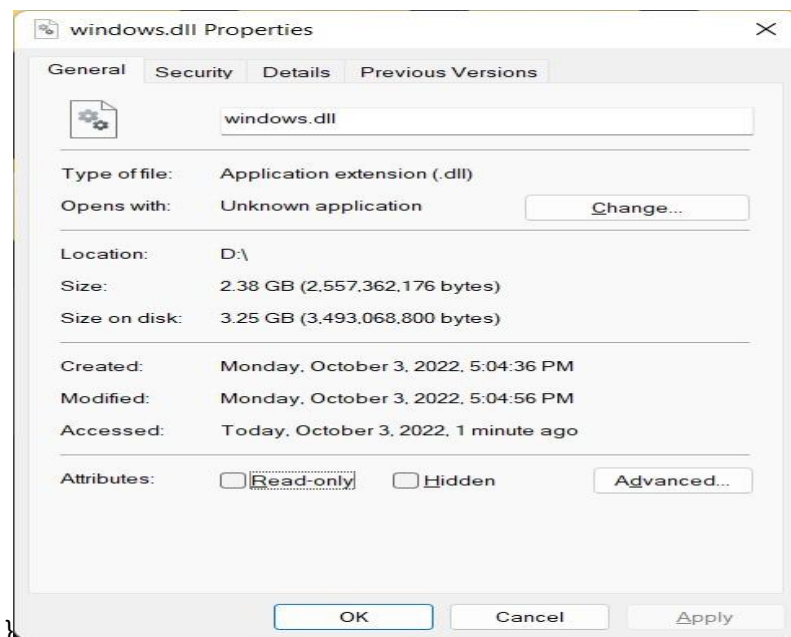 windows.dll Properties
General Security Details Previous Versions
windows.dll
Type of file: Application extension (.dll)
Opens with: Unknown application Change...
Location: D:\
Size: 2.38 GB (2,557,362,176 bytes)
Size on disk: 3.25 GB (3,493,068,800 bytes)
Created: Monday, October 3, 2022, 5:04:36 PM
Modified: Monday, October 3, 2022, 5:04:56 PM
Accessed: Today, October 3, 2022, 1 minute ago
Attributes: Read-only Hidden Advanced...
} OK Cancel Apply